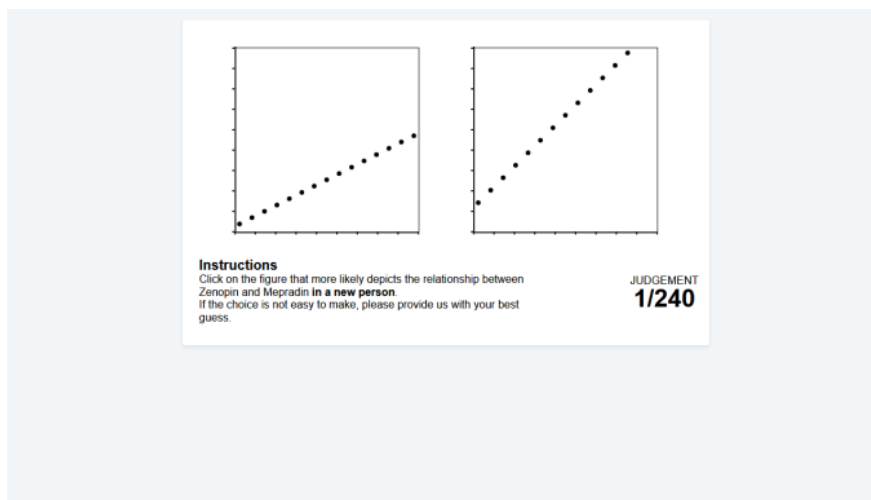 Instructions
Click on the figure that more likely depicts the relationship between
Zenopin and Mepradin in a new person.
If the choice is not easy to make, please provide us with your best
guess.
JUDGEMENT
1/240